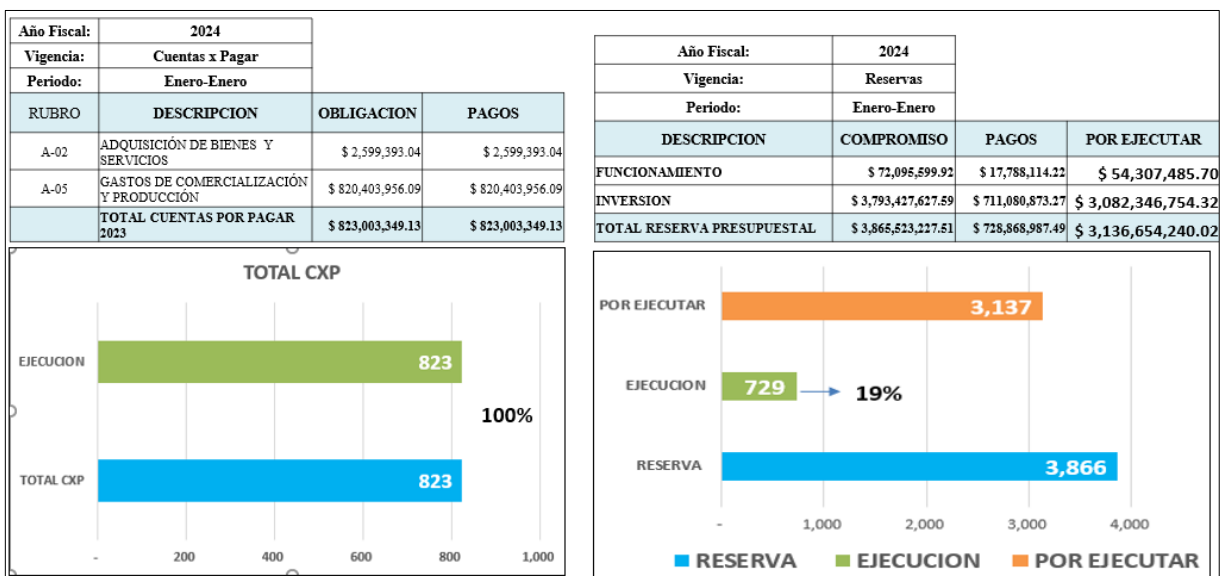 Año Fiscal: 2024
Vigencia: Cuentas x Pagar
Periodo: Enero-Enero
RUBRO DESCRIPCION OBLIGACION PAGOS
A-02 ADQUISICIÓN DE BIENES Y SERVICIOS $ 2,599,393.04 $ 2,599,393.04
A-05 GASTOS DE COMERCIALIZACIÓN Y PRODUCCIÓN $ 820,403,956.09 $ 820,403,956.09
TOTAL CUENTAS POR PAGAR 2023 $ 823,003,349.13 $ 823,003,349.13
TOTAL CXP
EJECUCION 823
100%
TOTAL CXP 823
- 200 400 600 800 1,000
Año Fiscal: 2024
Vigencia: Reservas
Periodo: Enero-Enero
DESCRIPCION COMPROMISO PAGOS POR EJECUTAR
FUNCIONAMIENTO $ 72,095,599.92 $ 17,788,114.22 $ 54,307,485.70
INVERSION $ 3,793,427,627.59 $ 711,080,873.27 $ 3,082,346,754.32
TOTAL RESERVA PRESUPUESTAL $ 3,865,523,227.51 $ 728,868,987.49 $ 3,136,654,240.02
POR EJECUTAR 3,137
EJECUCION 729 19%
RESERVA 3,866
- 1,000 2,000 3,000 4,000
RESERVA EJECUCION POR EJECUTAR